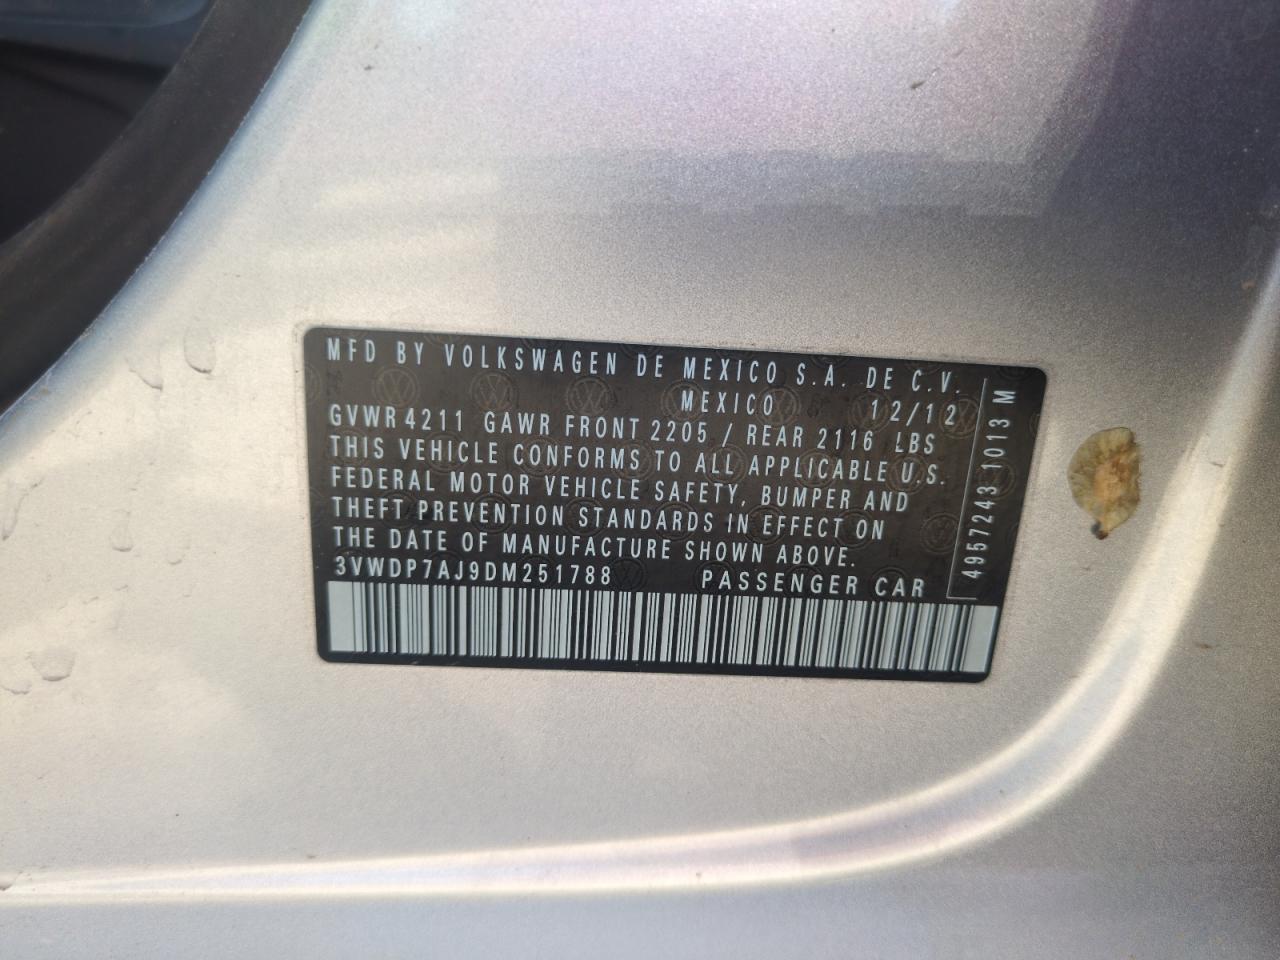 MFD BY VOLKSWAGEN DE MEXICO S.A. DE C.V.
MEXICO 12/12
GVWR 4211 GAWR FRONT 2205 / REAR 2116 LBS
THIS VEHICLE CONFORMS TO ALL APPLICABLE U.S.
FEDERAL MOTOR VEHICLE SAFETY, BUMPER AND
THEFT PREVENTION STANDARDS IN EFFECT ON
THE DATE OF MANUFACTURE SHOWN ABOVE.
3VWDP7AJ9DM251788 PASSENGER CAR
4957243 1013 M